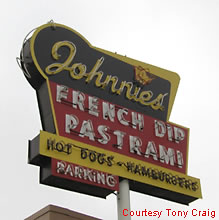 Johnnie's
FRENCH DIP
PASTRAMI
HOT DOGS - HAMBURGERS
PARKING
Courtesy Tony Craig